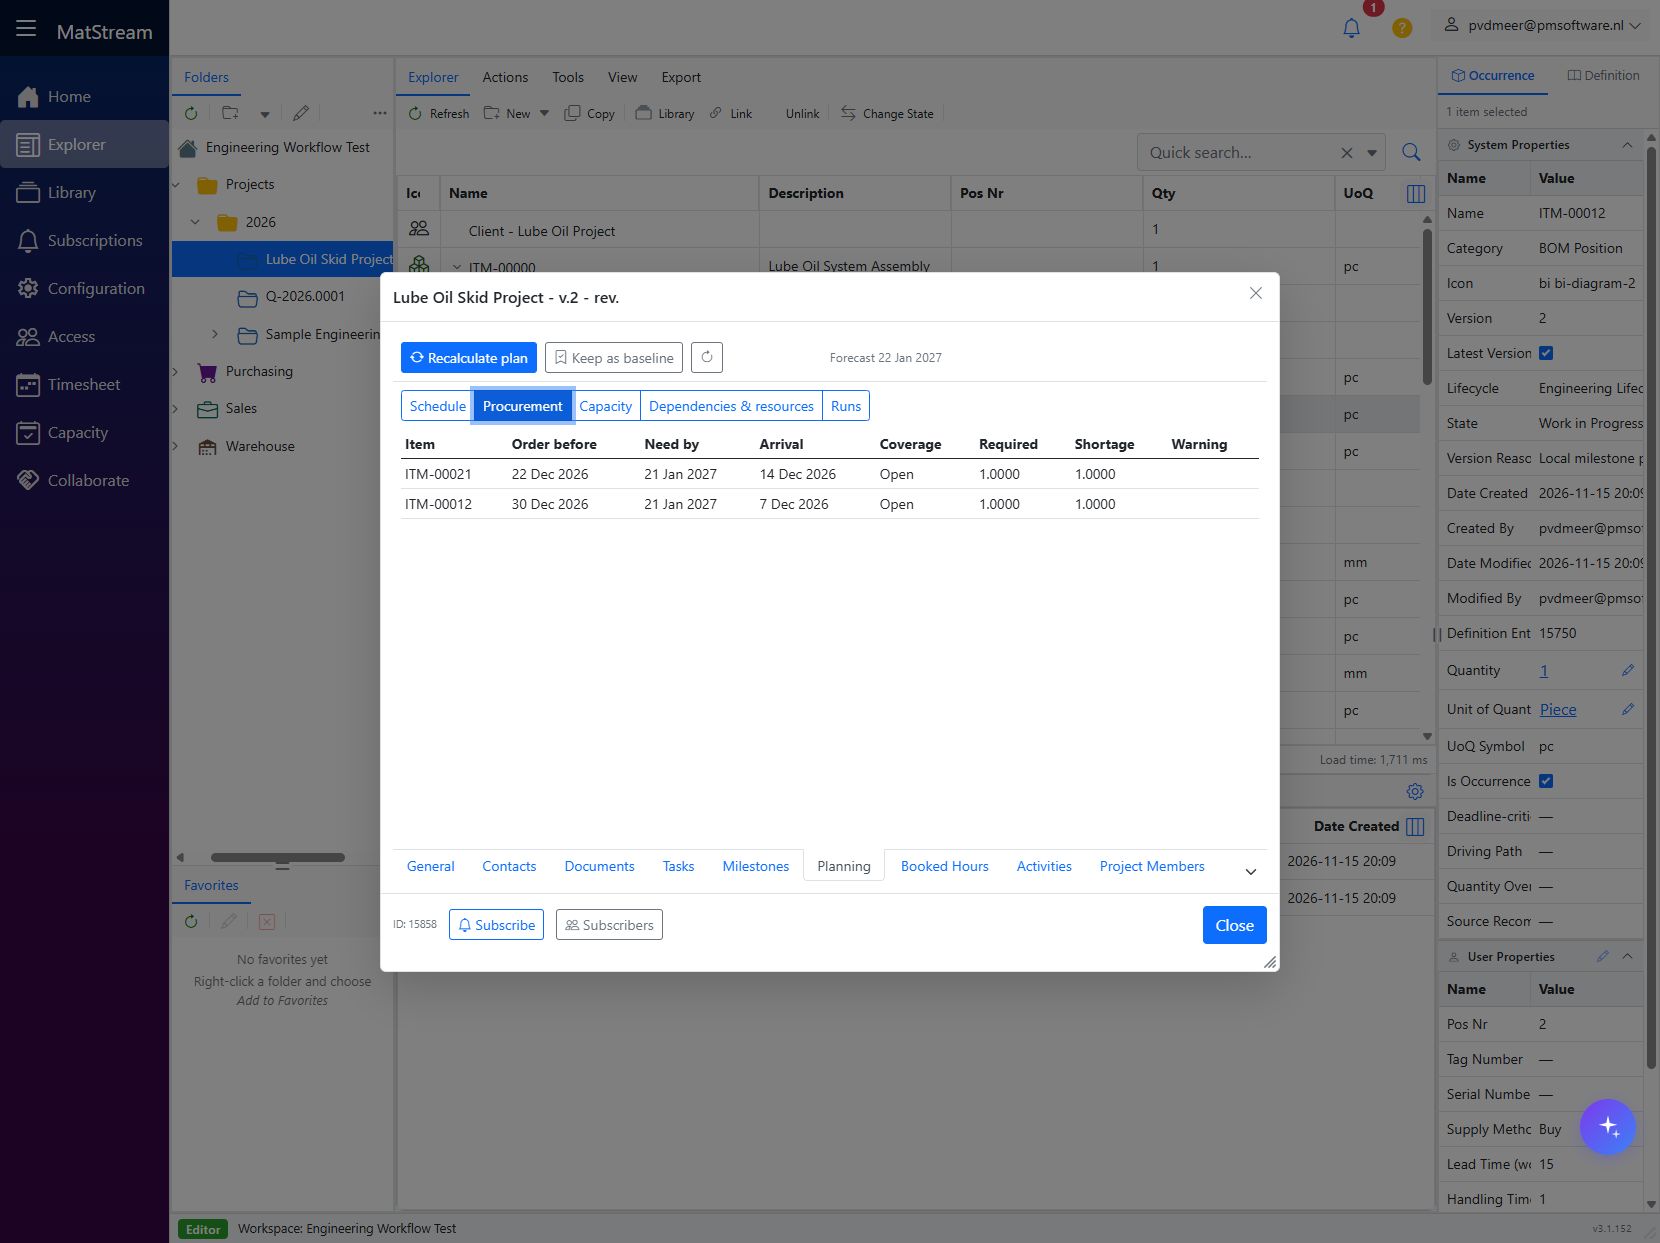 MatStream
1
pvdmeer@pmsoftware.nl
Home
Explorer
Library
Subscriptions
Configuration
Access
Timesheet
Capacity
Collaborate
Folders
Engineering Workflow Test
Projects
2026
Lube Oil Skid Project
Q-2026.0001
Sample Engineerin
Purchasing
Sales
Warehouse
Favorites
No favorites yet
Right-click a folder and choose
Add to Favorites
Explorer Actions Tools View Export
Refresh New Copy Library Link Unlink Change State
Quick search...
Name Description Pos Nr Qty UoQ
Client - Lube Oil Project 1
ITM-00000 Lube Oil System Assembly 1 pc
pc
pc
pc
mm
pc
pc
mm
pc
Load time: 1,711 ms
Date Created
2026-11-15 20:09
2026-11-15 20:09
Lube Oil Skid Project - v.2 - rev.
Recalculate plan Keep as baseline Forecast 22 Jan 2027
Schedule Procurement Capacity Dependencies & resources Runs
Item Order before Need by Arrival Coverage Required Shortage Warning
ITM-00021 22 Dec 2026 21 Jan 2027 14 Dec 2026 Open 1.0000 1.0000
ITM-00012 30 Dec 2026 21 Jan 2027 7 Dec 2026 Open 1.0000 1.0000
General Contacts Documents Tasks Milestones Planning Booked Hours Activities Project Members
ID: 15858 Subscribe Subscribers Close
Occurrence Definition
1 item selected
System Properties
Name Value
Name ITM-00012
Category BOM Position
Icon bi bi-diagram-2
Version 2
Latest Version
Lifecycle Engineering Lifec
State Work in Progress
Version Reaso Local milestone p
Date Created 2026-11-15 20:09
Created By pvdmeer@pmso
Date Modified 2026-11-15 20:09
Modified By pvdmeer@pmso
Definition Ent 15750
Quantity 1
Unit of Quant Piece
UoQ Symbol pc
Is Occurrence
Deadline-criti —
Driving Path —
Quantity Over —
Source Recom —
User Properties
Name Value
Pos Nr 2
Tag Number —
Serial Numbe —
Supply Metho Buy
Lead Time (wo 15
Handling Time 1
Editor Workspace: Engineering Workflow Test
v3.1.152